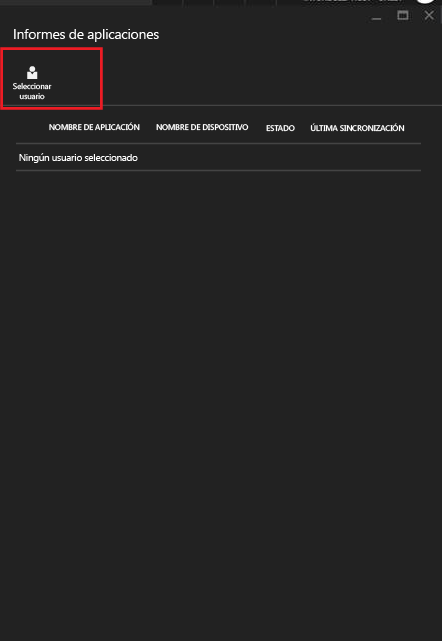 Informes de aplicaciones
Seleccionar
usuario
NOMBRE DE APLICACIÓN NOMBRE DE DISPOSITIVO ESTADO ÚLTIMA SINCRONIZACIÓN
Ningún usuario seleccionado